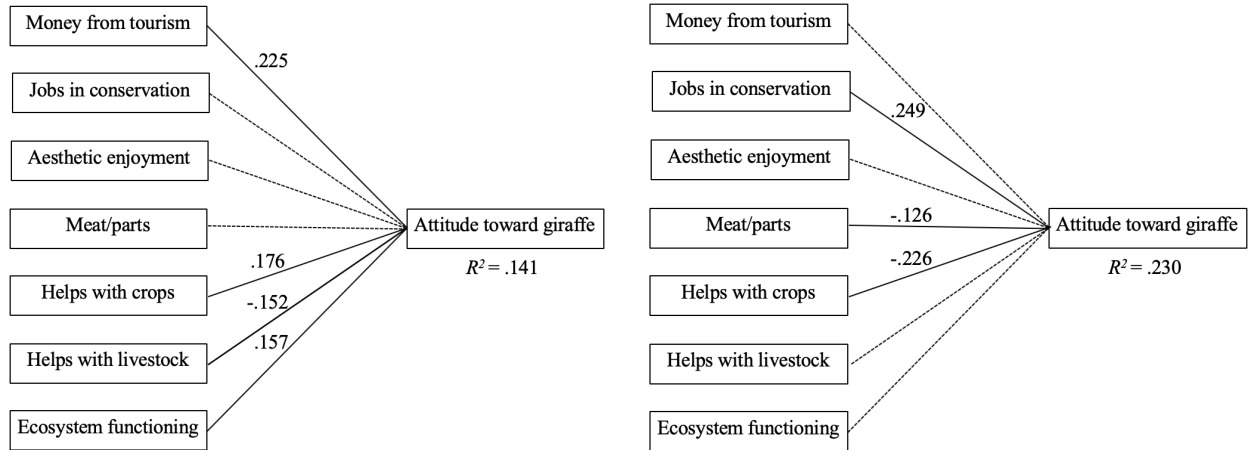 Money from tourism
.225
Jobs in conservation
Aesthetic enjoyment
Meat/parts
Attitude toward giraffe
.176
R² = .141
Helps with crops
-.152
.157
Helps with livestock
Ecosystem functioning
Money from tourism
Jobs in conservation
.249
Aesthetic enjoyment
Meat/parts
-.126
Attitude toward giraffe
-.226
R² = .230
Helps with crops
Helps with livestock
Ecosystem functioning